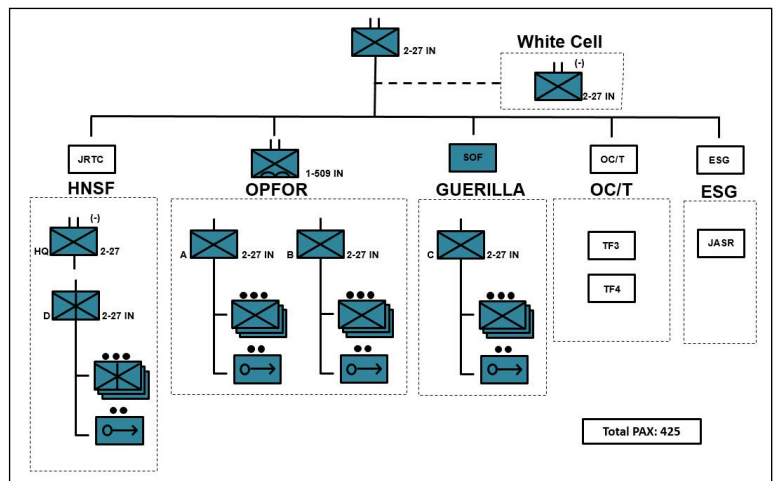 2-27 IN
White Cell
(-)
2-27 IN
JRTC
HNSF
1-509 IN
OPFOR
SOF
GUERILLA
OC/T
OC/T
ESG
ESG
(-)
HQ
2-27
D
2-27 IN
A
2-27 IN
B
2-27 IN
C
2-27 IN
TF3
TF4
JASR
Total PAX: 425